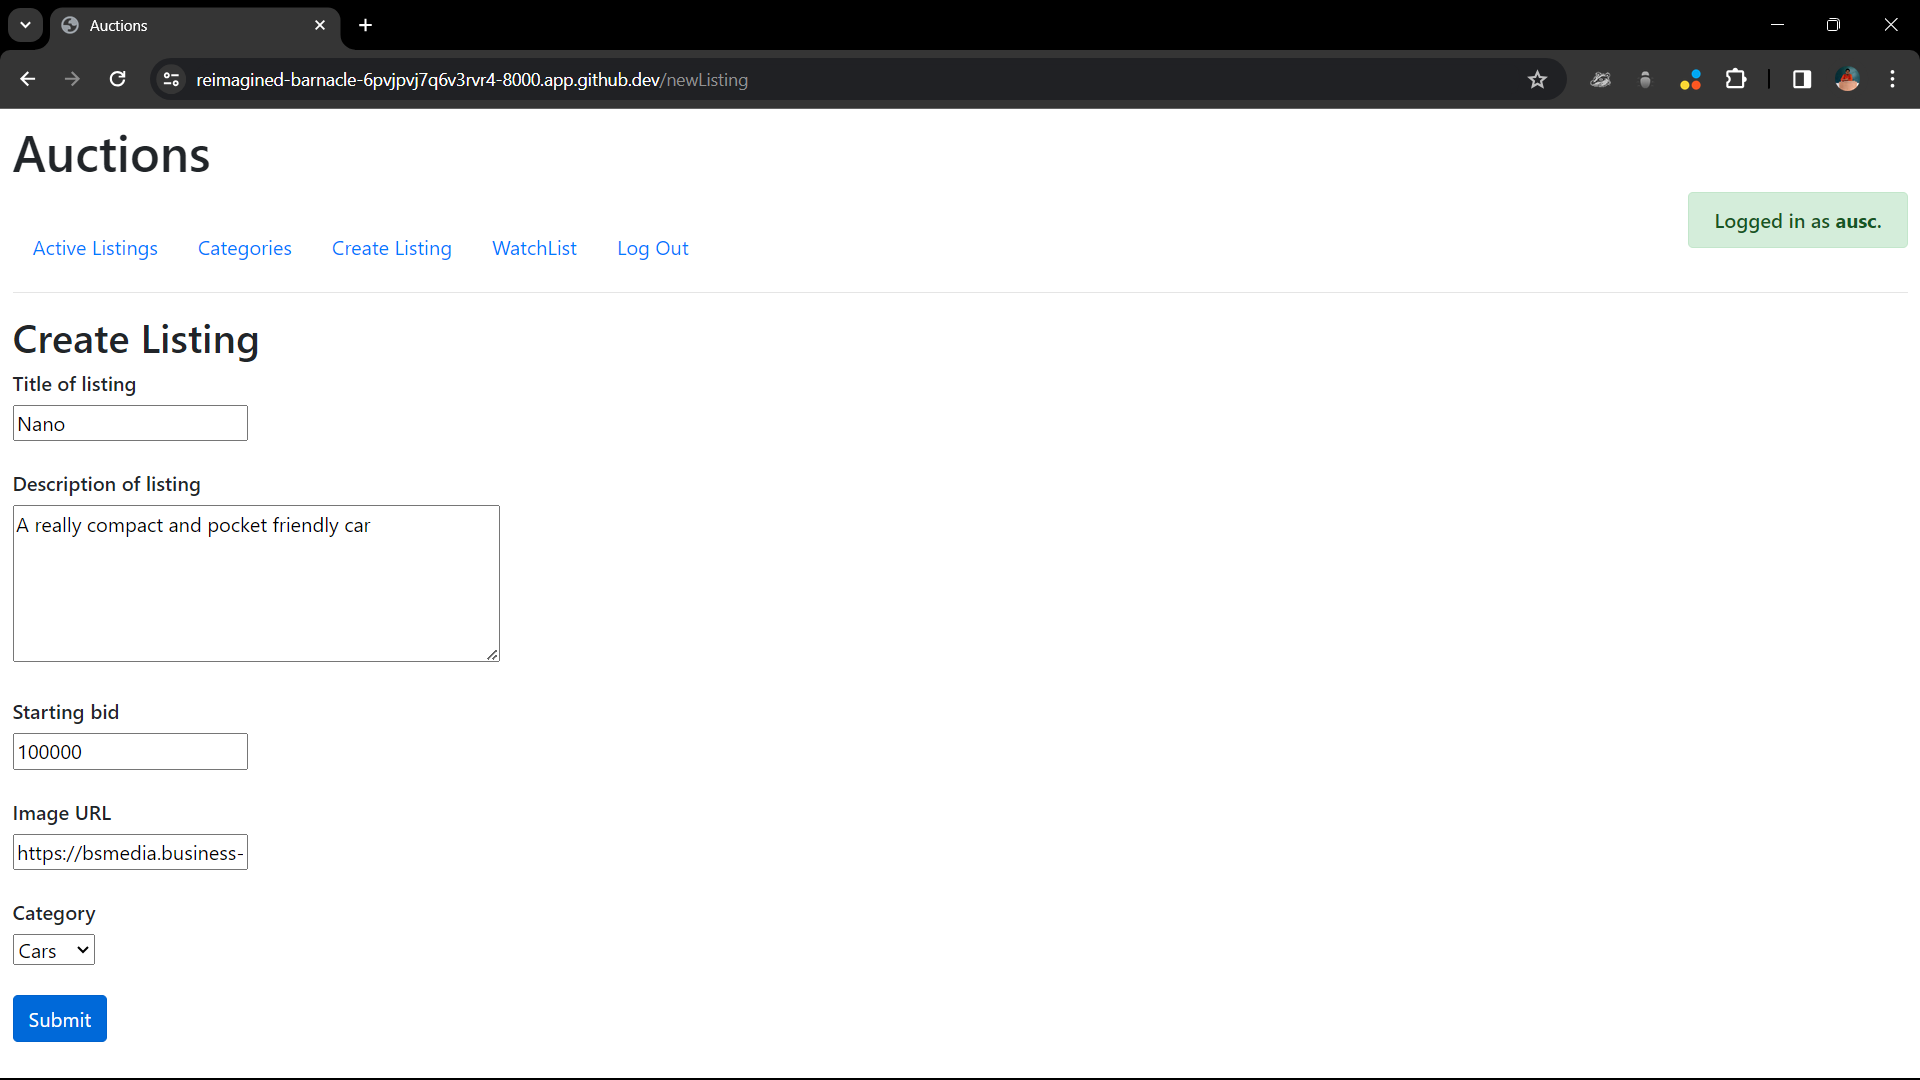 Auctions
reimagined-barnacle-6pvjpvj7q6v3rvr4-8000.app.github.dev/newListing
Auctions
Logged in as ausc.
Active Listings Categories Create Listing WatchList Log Out
Create Listing
Title of listing
Nano
Description of listing
A really compact and pocket friendly car
Starting bid
100000
Image URL
https://bsmedia.business-
Category
Cars
Submit